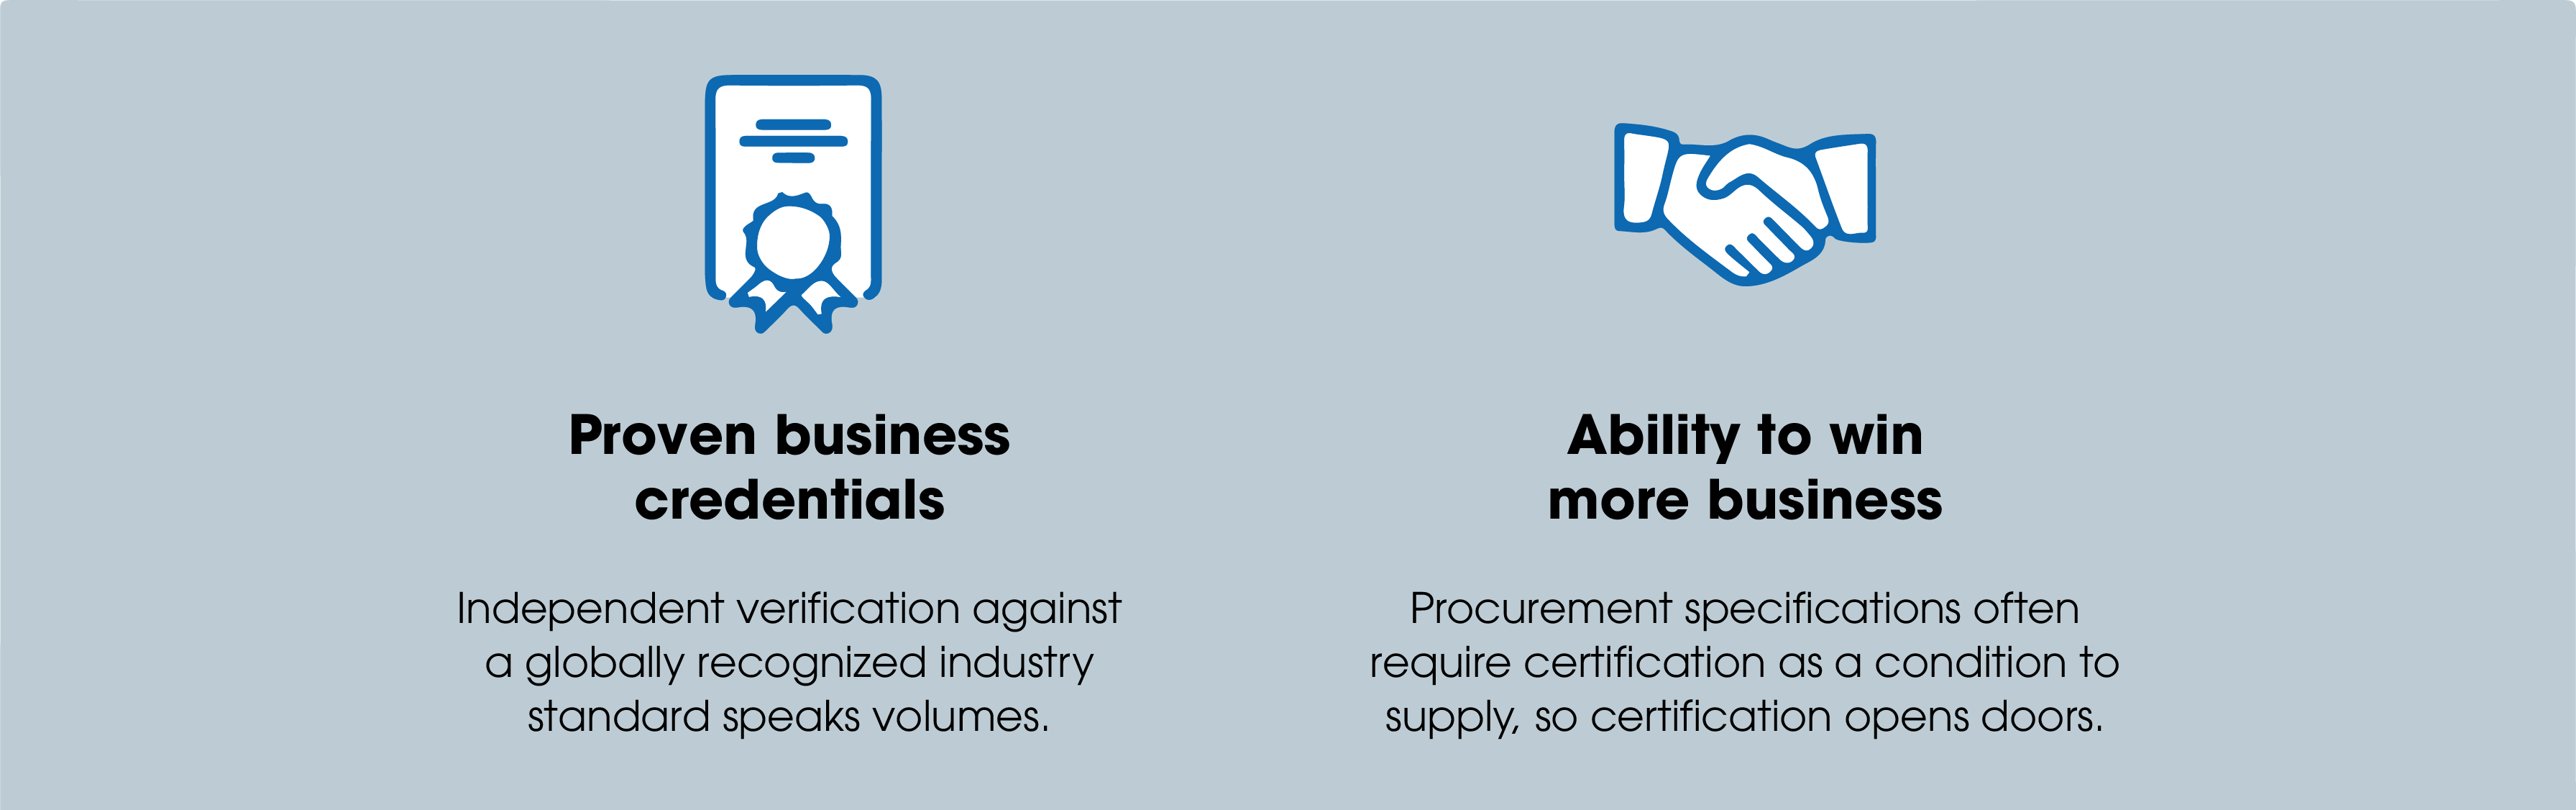 Proven business
credentials
Independent verification against
a globally recognized industry
standard speaks volumes.
Ability to win
more business
Procurement specifications often
require certification as a condition to
supply, so certification opens doors.